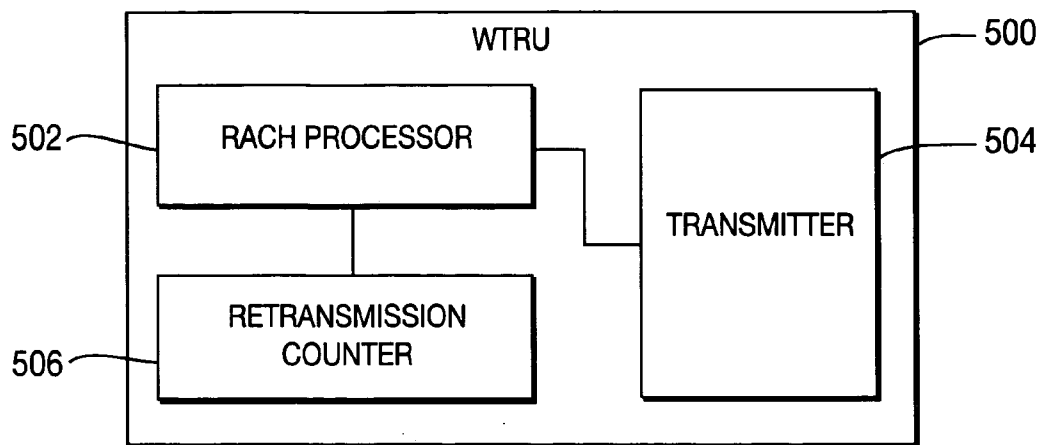 WTRU
500
502
RACH PROCESSOR
504
TRANSMITTER
506
RETRANSMISSION
COUNTER